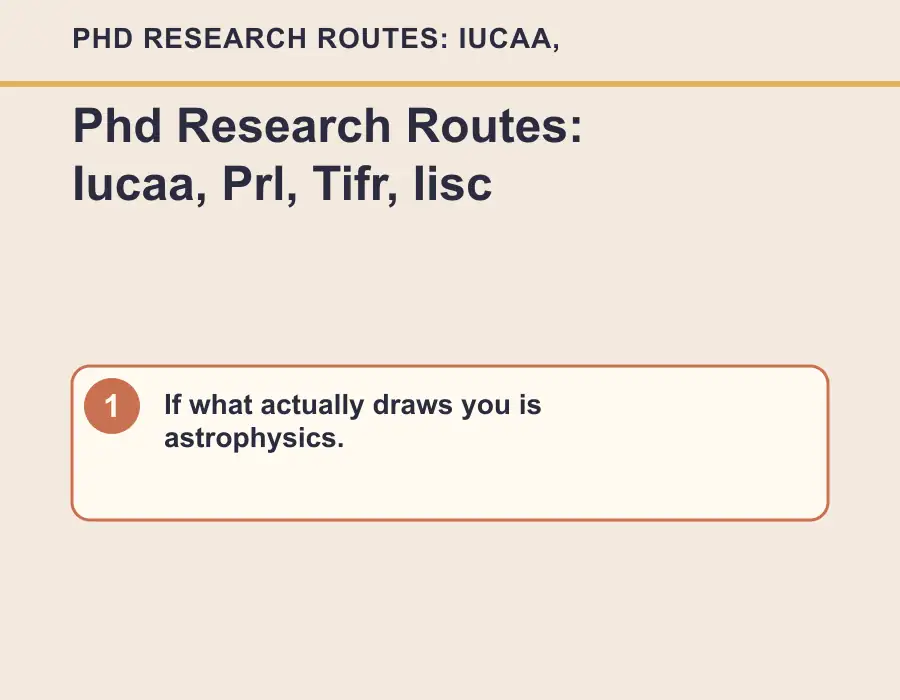 PHD RESEARCH ROUTES: IUCAA,
Phd Research Routes:
Iucaa, Prl, Tifr, Iisc
1
If what actually draws you is
astrophysics.